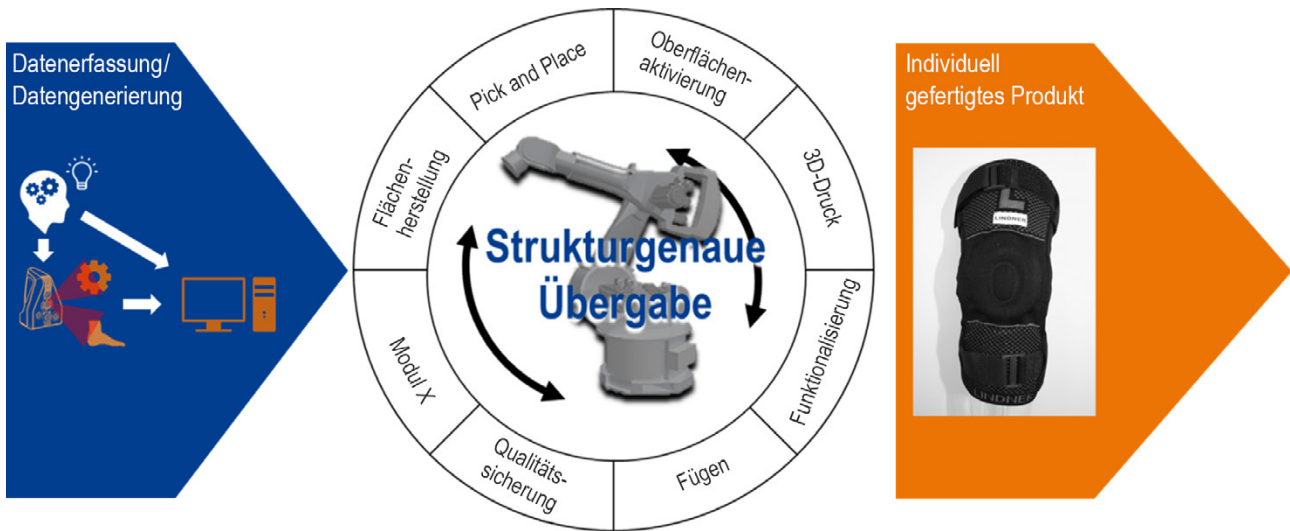 Datenerfassung/
Datengenerierung
Pick and Place
Oberflächen-
aktivierung
3D-Druck
Funktionalisierung
Fügen
Qualitäts-
sicherung
Modul X
Flächen-
herstellung
Strukturgenaue
Übergabe
Individuell
gefertigtes Produkt
L
LINDNER
LINDNER